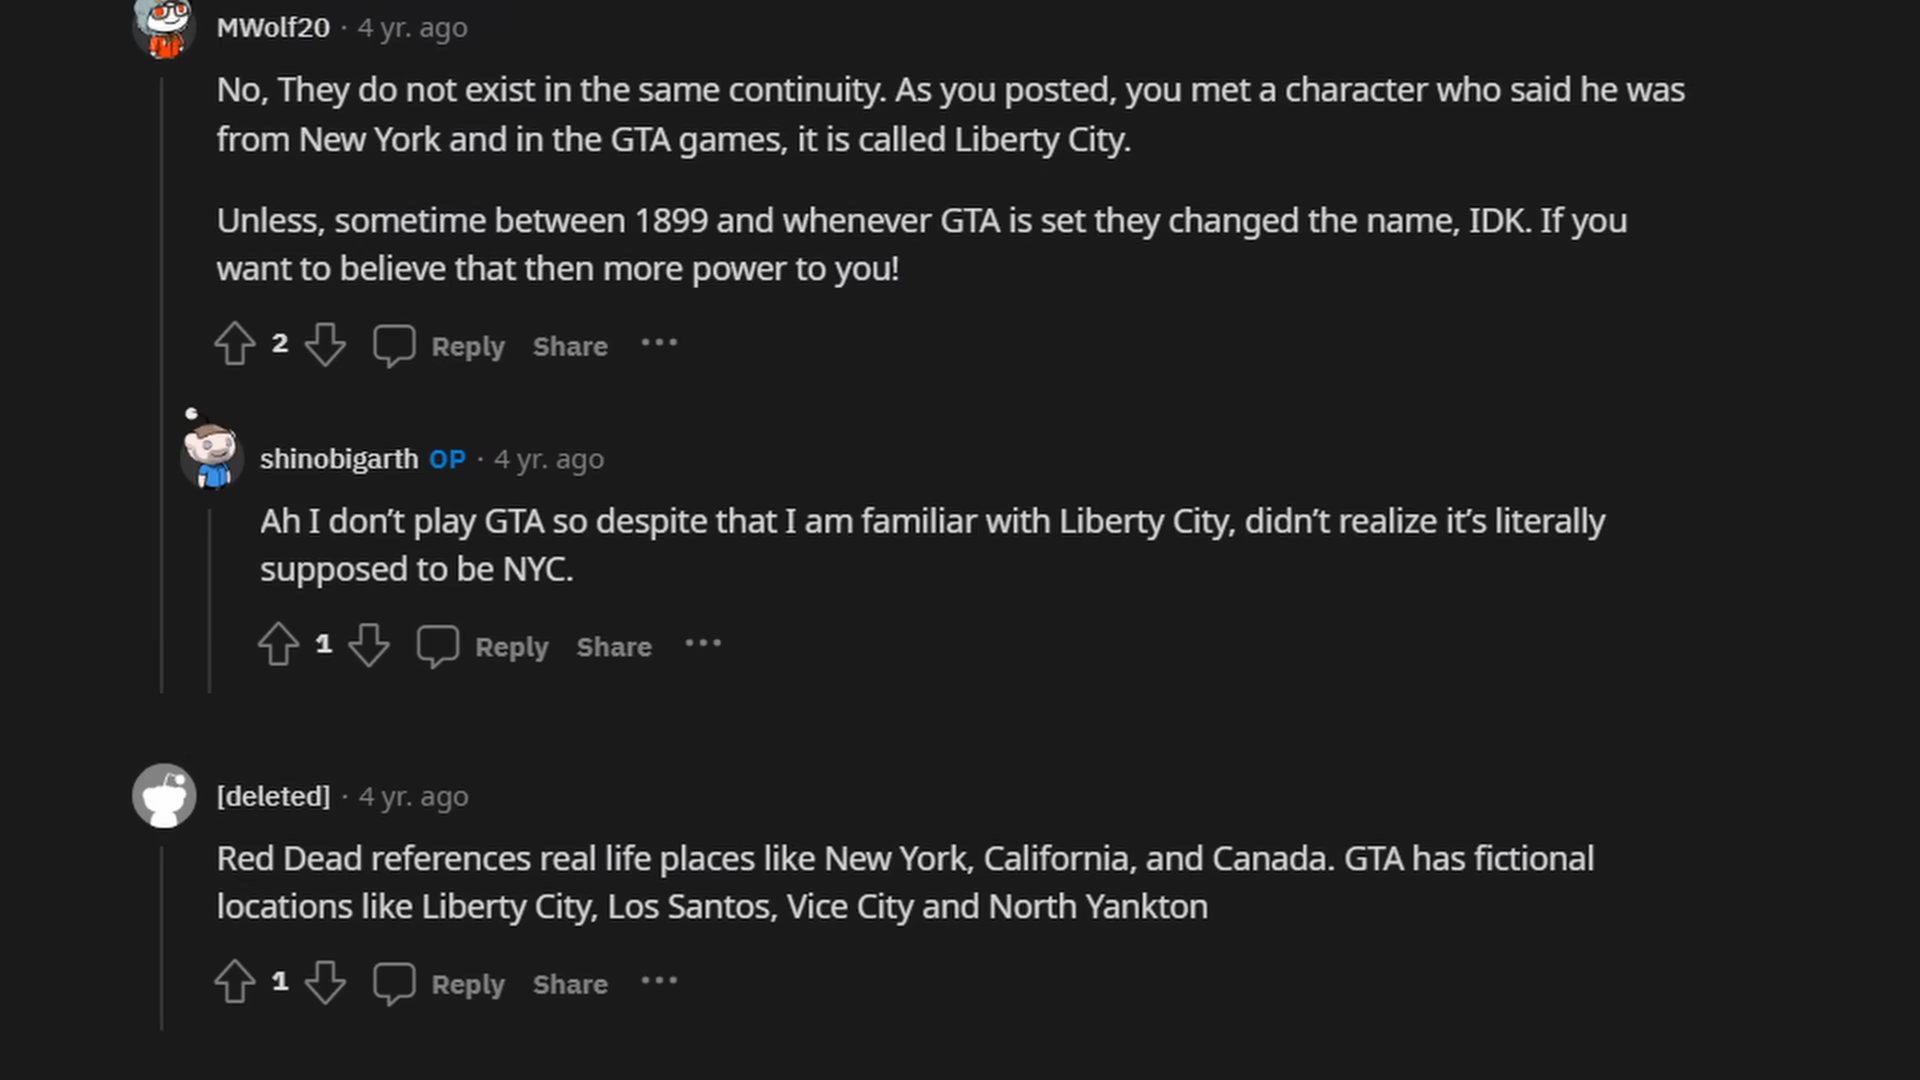 MWolf20 · 4 yr. ago
No, They do not exist in the same continuity. As you posted, you met a character who said he was
from New York and in the GTA games, it is called Liberty City.
Unless, sometime between 1899 and whenever GTA is set they changed the name, IDK. If you
want to believe that then more power to you!
2 Reply Share ···
shinobigarth OP · 4 yr. ago
Ah I don’t play GTA so despite that I am familiar with Liberty City, didn’t realize it’s literally
supposed to be NYC.
1 Reply Share ···
[deleted] · 4 yr. ago
Red Dead references real life places like New York, California, and Canada. GTA has fictional
locations like Liberty City, Los Santos, Vice City and North Yankton
1 Reply Share ···